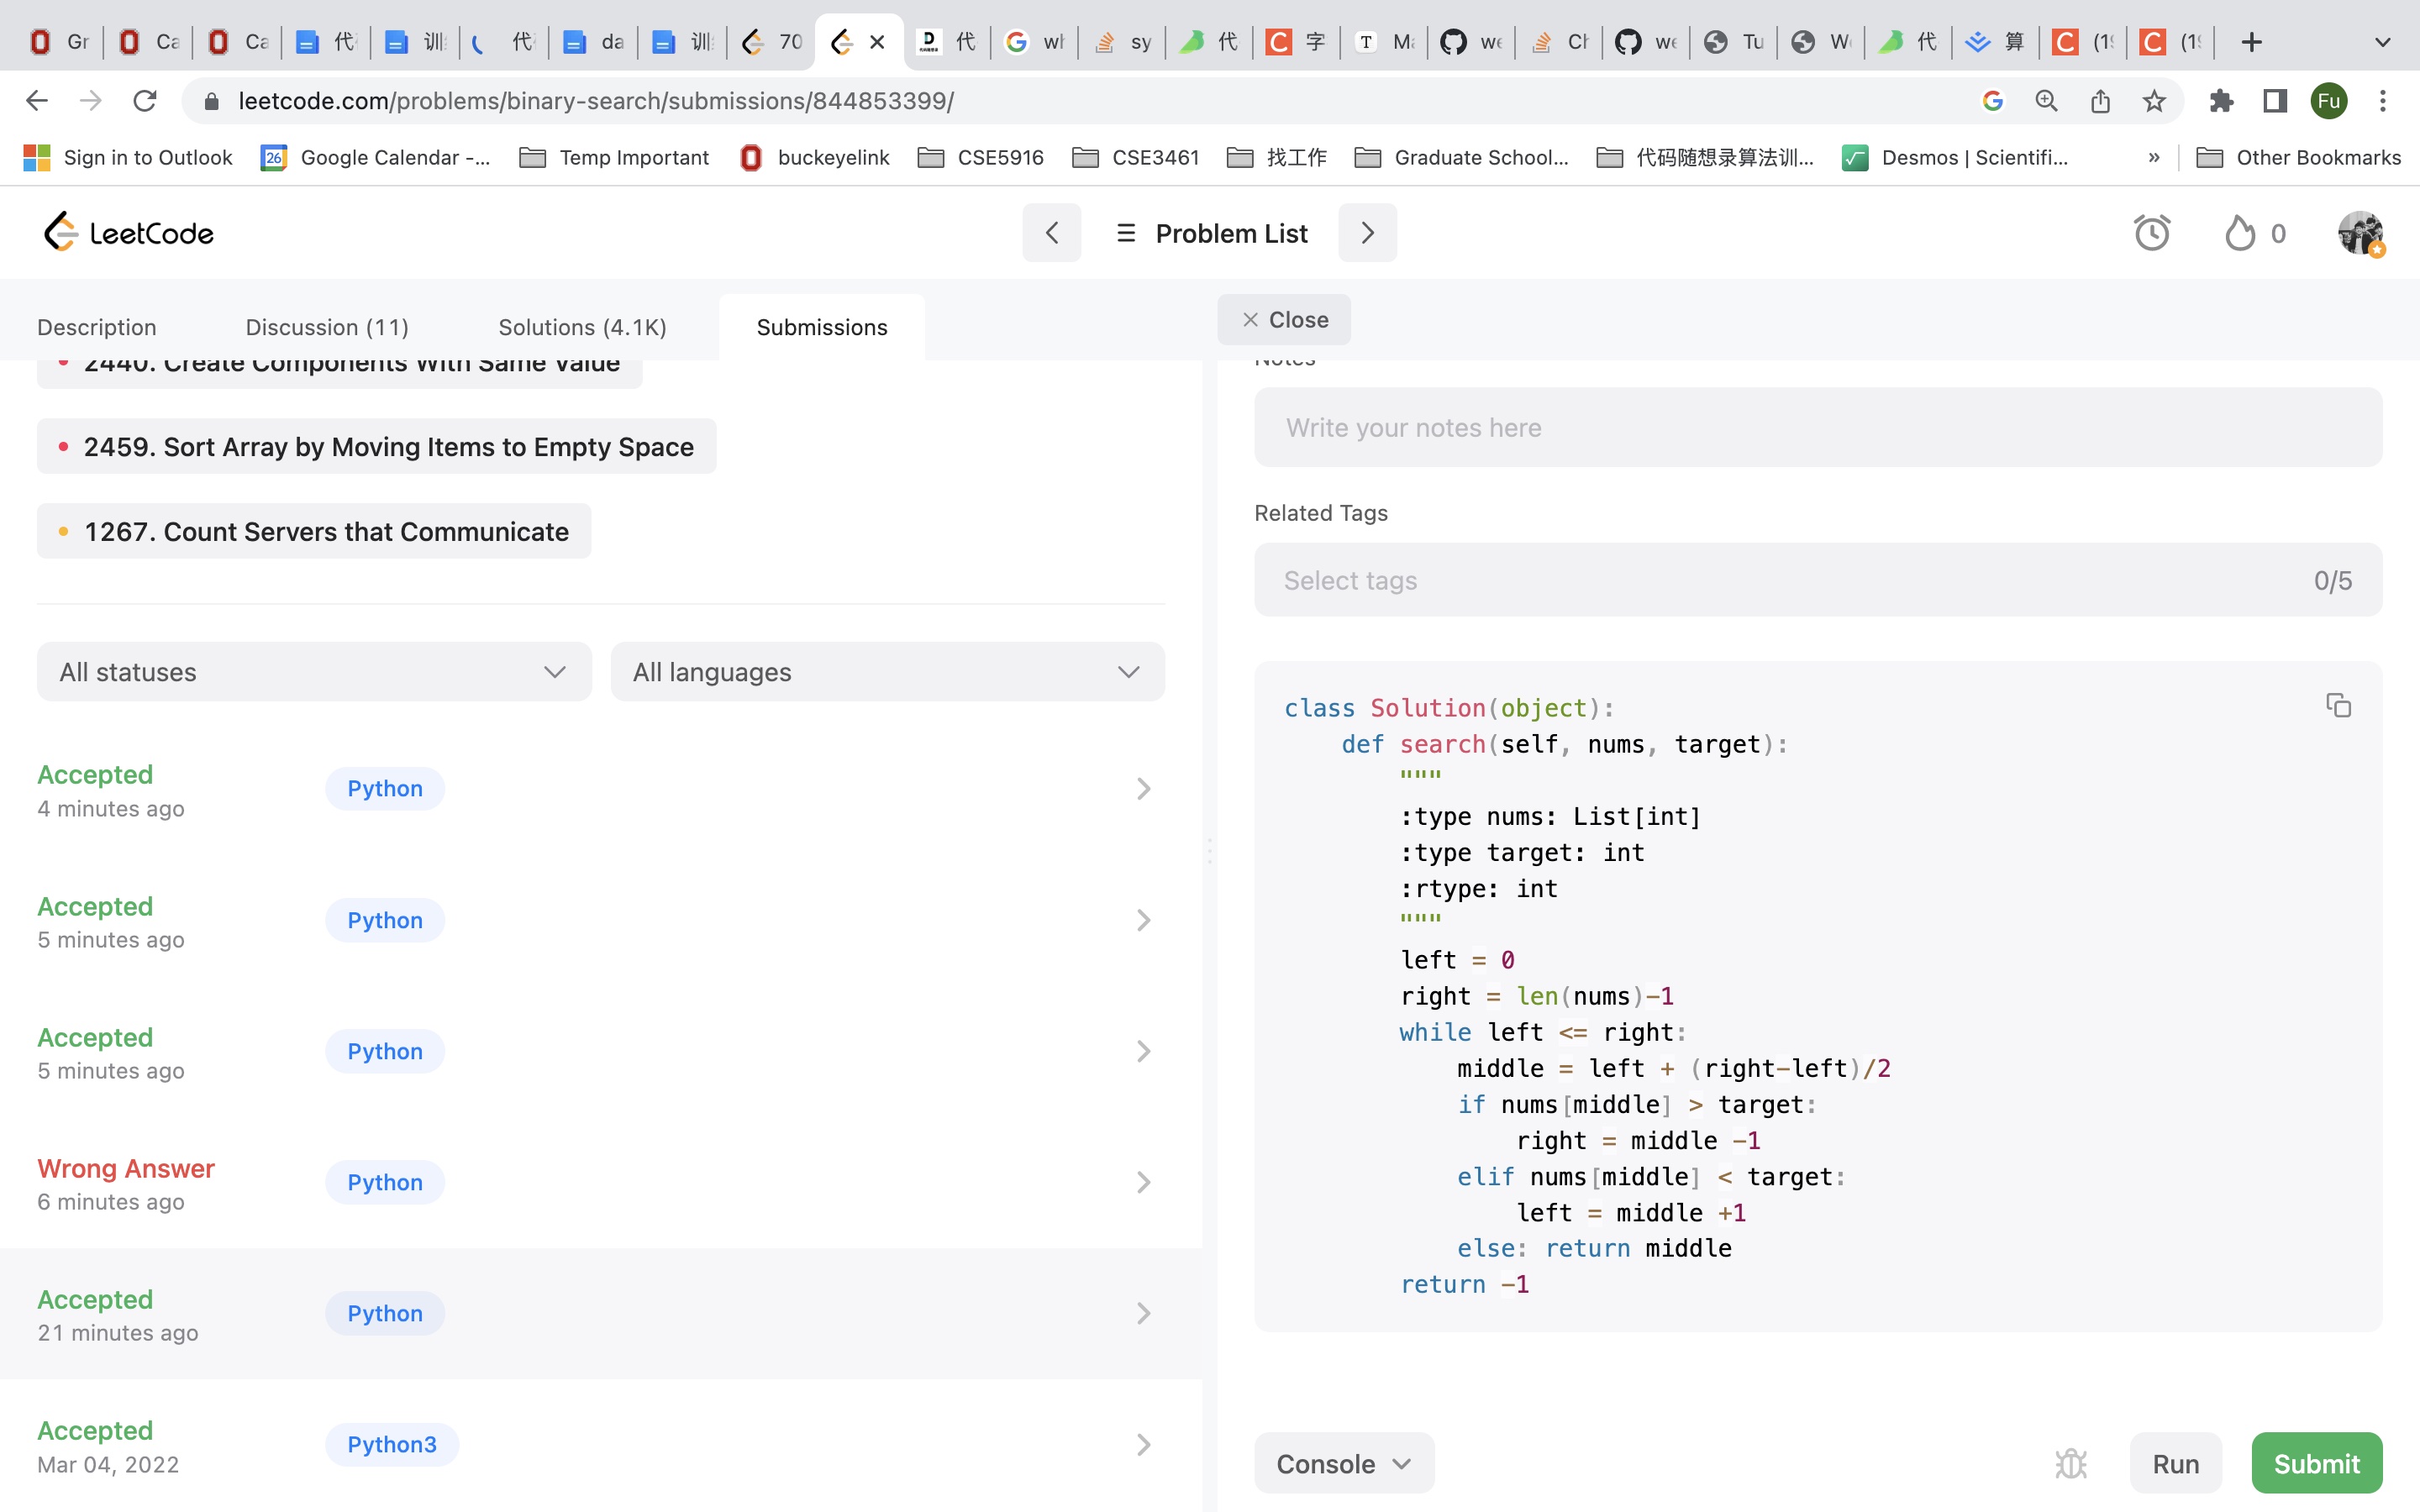 Gr
Ca
Ca
代
训
代
da
训
70
代
wh
sy
代
字
M
we
Ch
we
Tu
W
代
算
(1
(1
leetcode.com/problems/binary-search/submissions/844853399/
Fu
Sign in to Outlook
26
Google Calendar -...
Temp Important
buckeyelink
CSE5916
CSE3461
找工作
Graduate School...
代码随想录算法训...
Desmos | Scientifi...
»
Other Bookmarks
LeetCode
Problem List
0
Description
Discussion (11)
Solutions (4.1K)
Submissions
Close
2440. Create Components With Same Value
2459. Sort Array by Moving Items to Empty Space
1267. Count Servers that Communicate
All statuses
All languages
Accepted
4 minutes ago
Python
Accepted
5 minutes ago
Python
Accepted
5 minutes ago
Python
Wrong Answer
6 minutes ago
Python
Accepted
21 minutes ago
Python
Accepted
Mar 04, 2022
Python3
Notes
Write your notes here
Related Tags
Select tags
0/5
class Solution(object):
    def search(self, nums, target):
        """
        :type nums: List[int]
        :type target: int
        :rtype: int
        """
        left = 0
        right = len(nums)-1
        while left <= right:
            middle = left + (right-left)/2
            if nums[middle] > target:
                right = middle -1
            elif nums[middle] < target:
                left = middle +1
            else: return middle
        return -1
Console
Run
Submit